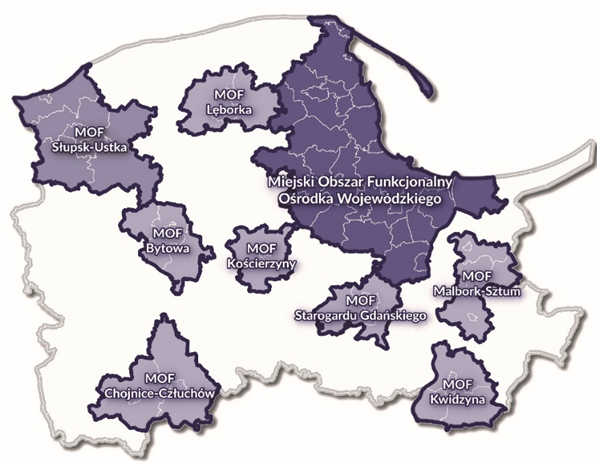 MOF
Lęborka
MOF
Słupsk-Ustka
Miejski Obszar Funkcjonalny
Ośrodka Wojewódzkiego
MOF
Bytowa
MOF
Kościerzyny
MOF
Malbork-Sztum
MOF
Starogardu Gdańskiego
MOF
Chojnice-Człuchów
MOF
Kwidzyna